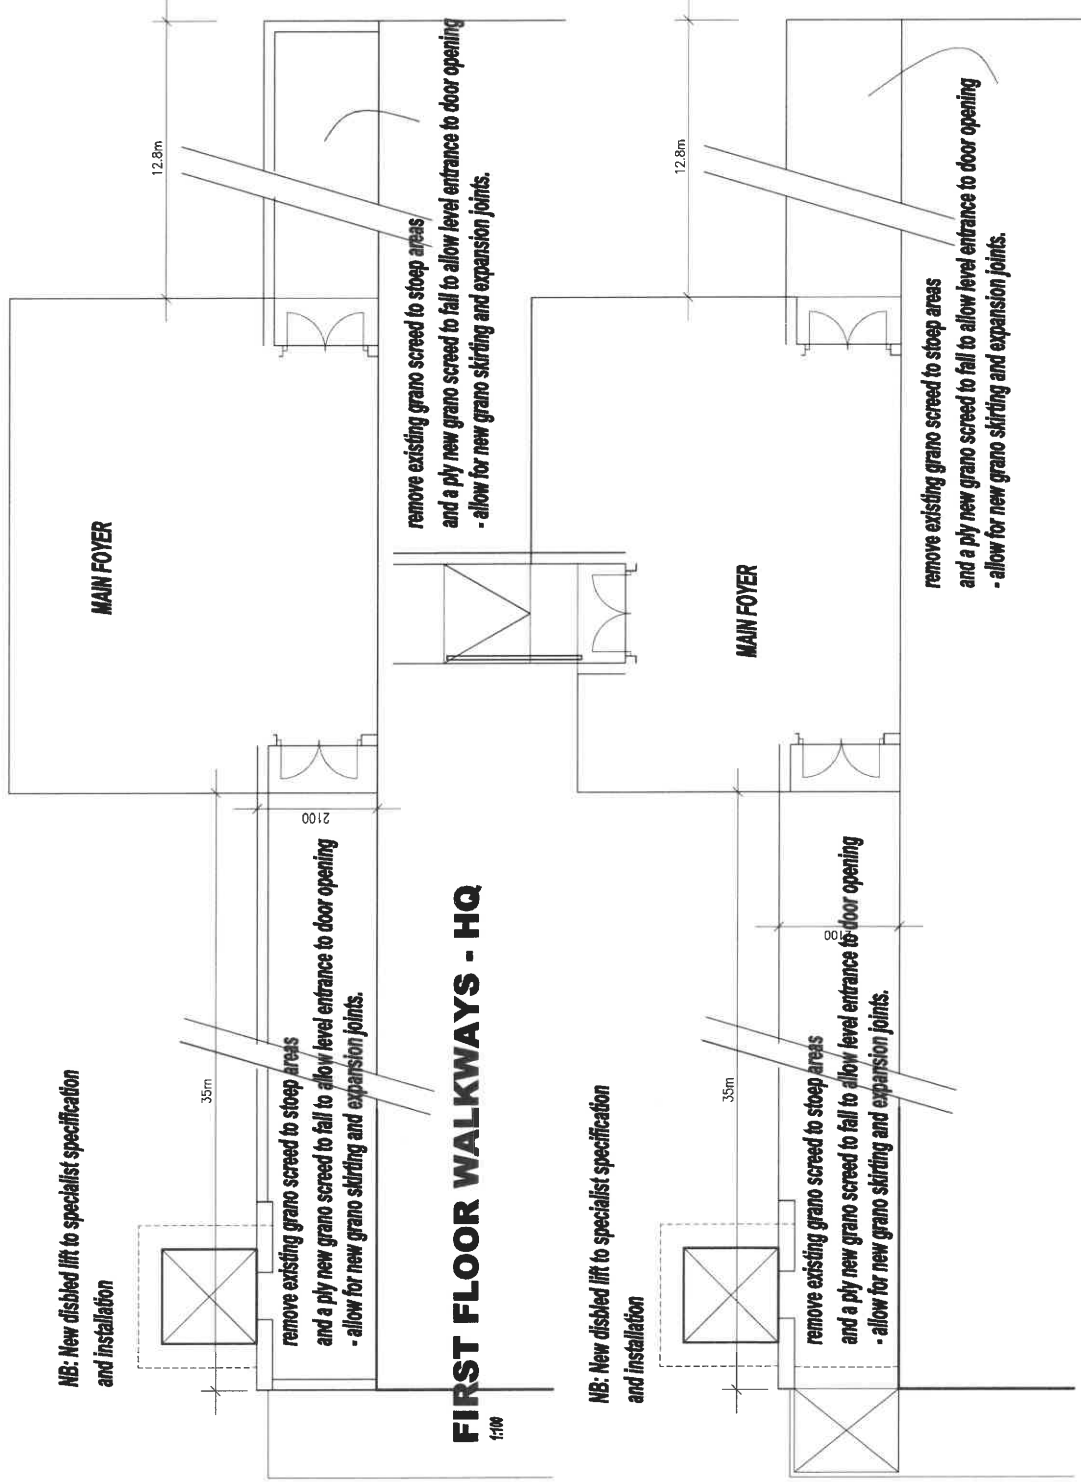 NB: New disbled lift to specialist specification
and installation
35m
12.8m
MAIN FOYER
2100
remove existing grano screed to stoep areas
and a ply new grano screed to fall to allow level entrance to door opening
- allow for new grano skirting and expansion joints.
remove existing grano screed to stoep areas
and a ply new grano screed to fall to allow level entrance to door opening
- allow for new grano skirting and expansion joints.
FIRST FLOOR WALKWAYS - HQ
1:100
NB: New disbled lift to specialist specification
and installation
35m
12.8m
MAIN FOYER
2100
remove existing grano screed to stoep areas
and a ply new grano screed to fall to allow level entrance to door opening
- allow for new grano skirting and expansion joints.
remove existing grano screed to stoep areas
and a ply new grano screed to fall to allow level entrance to door opening
- allow for new grano skirting and expansion joints.